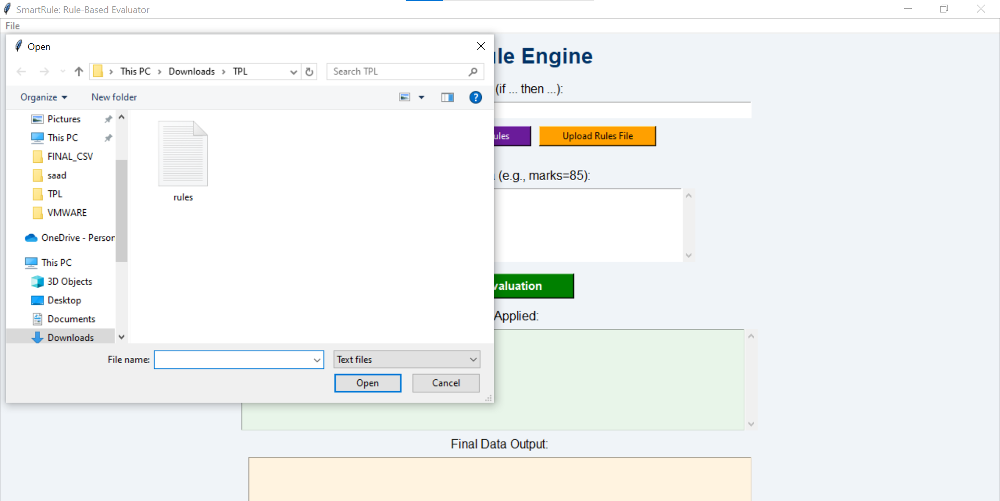 SmartRule: Rule-Based Evaluator
File
Open
This PC > Downloads > TPL
Search TPL
Organize
New folder
Pictures
This PC
FINAL_CSV
saad
TPL
VMWARE
OneDrive - Person
This PC
3D Objects
Desktop
Documents
Downloads
rules
File name:
Text files
Open
Cancel
le Engine
(if ... then ...):
ules
Upload Rules File
(e.g., marks=85):
valuation
Applied:
Final Data Output: